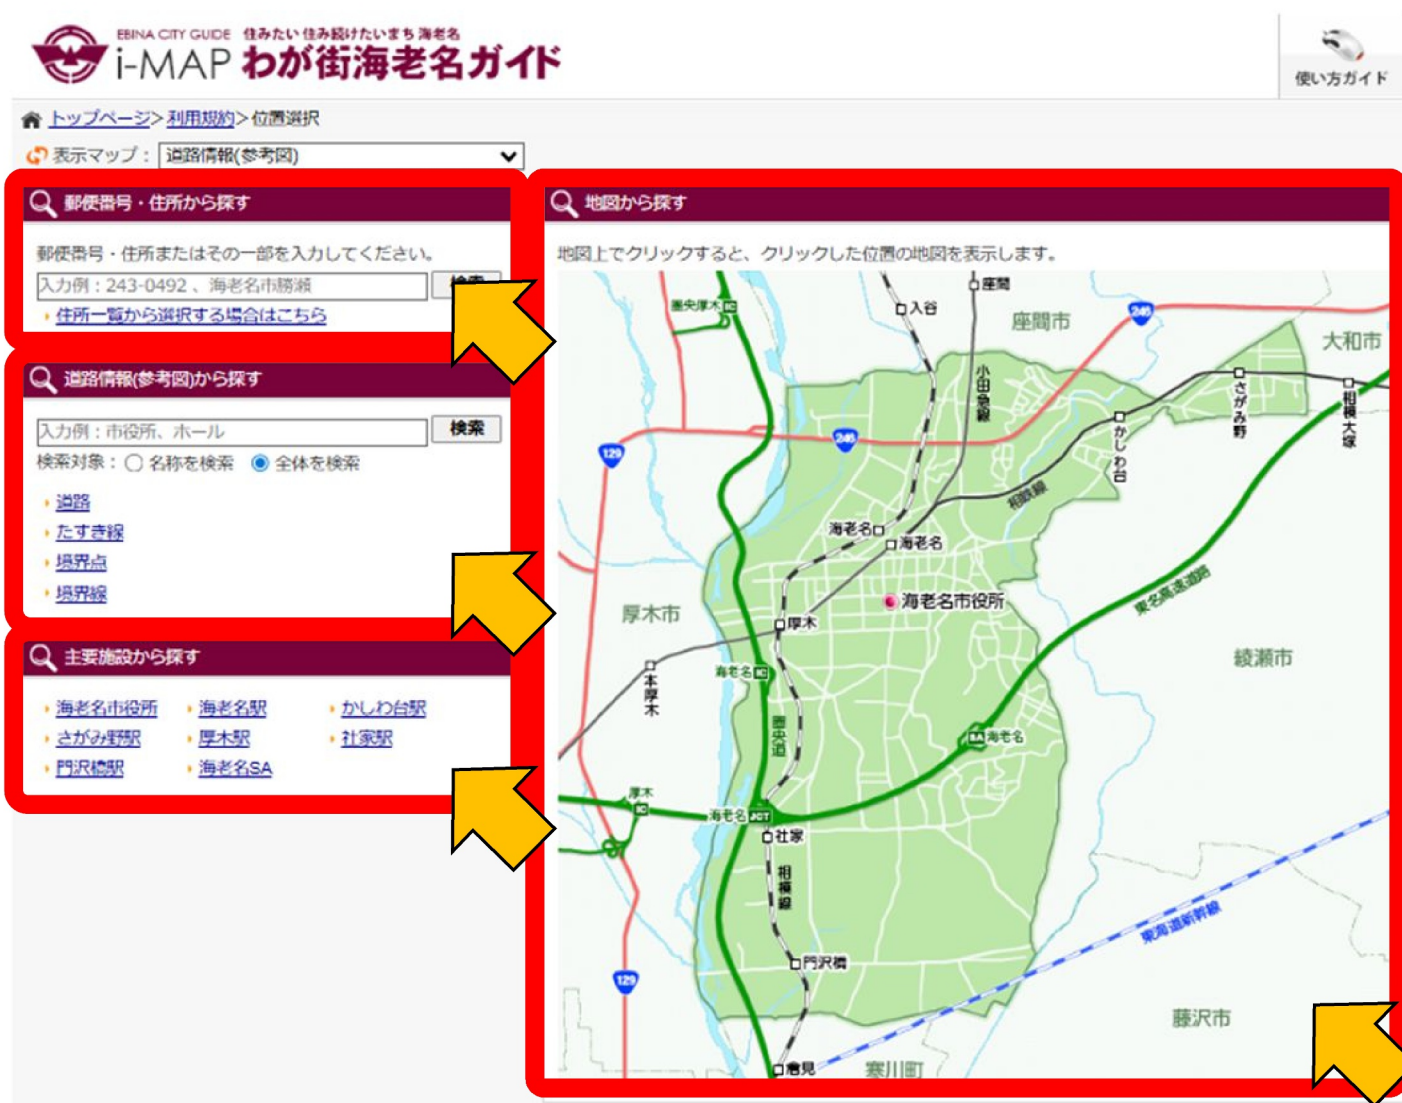 EBINA CITY GUIDE 住みたい 住み続けたいまち 海老名
i-MAP わが街海老名ガイド
使い方ガイド
トップページ>利用規約>位置選択
表示マップ： 道路情報(参考図)
郵便番号・住所から探す
郵便番号・住所またはその一部を入力してください。
入力例：243-0492 、海老名市勝瀬
検索
住所一覧から選択する場合はこちら
道路情報(参考図)から探す
入力例：市役所、ホール
検索
検索対象： 名称を検索 全体を検索
道路
たすき線
境界点
境界線
主要施設から探す
海老名市役所 海老名駅 かしわ台駅
さがみ野駅 厚木駅 社家駅
門沢橋駅 海老名SA
地図から探す
地図上でクリックすると、クリックした位置の地図を表示します。
圏央厚木 IC
入谷
座間
座間市
246
大和市
小田急線
さがみ野
相模大塚
かしわ台
246
129
相鉄線
海老名
海老名
東名高速道路
海老名市役所
厚木市
厚木
綾瀬市
海老名 IC
本厚木
圏央道
SA 海老名
厚木
IC
海老名 JCT
社家
相模線
東海道新幹線
門沢橋
129
藤沢市
倉見
寒川町